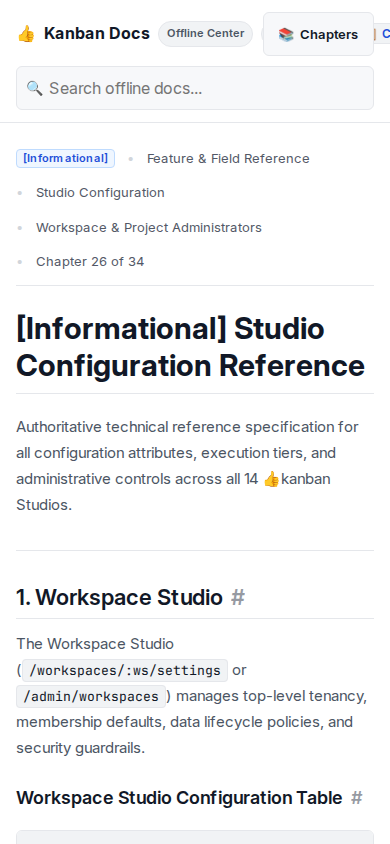 👍 Kanban Docs Offline Center 📚 Chapters C
🔍 Search offline docs...
[Informational] • Feature & Field Reference
• Studio Configuration
• Workspace & Project Administrators
• Chapter 26 of 34
[Informational] Studio
Configuration Reference
Authoritative technical reference specification for
all configuration attributes, execution tiers, and
administrative controls across all 14 👍kanban
Studios.
1. Workspace Studio #
The Workspace Studio
(/workspaces/:ws/settings or
/admin/workspaces) manages top-level tenancy,
membership defaults, data lifecycle policies, and
security guardrails.
Workspace Studio Configuration Table #